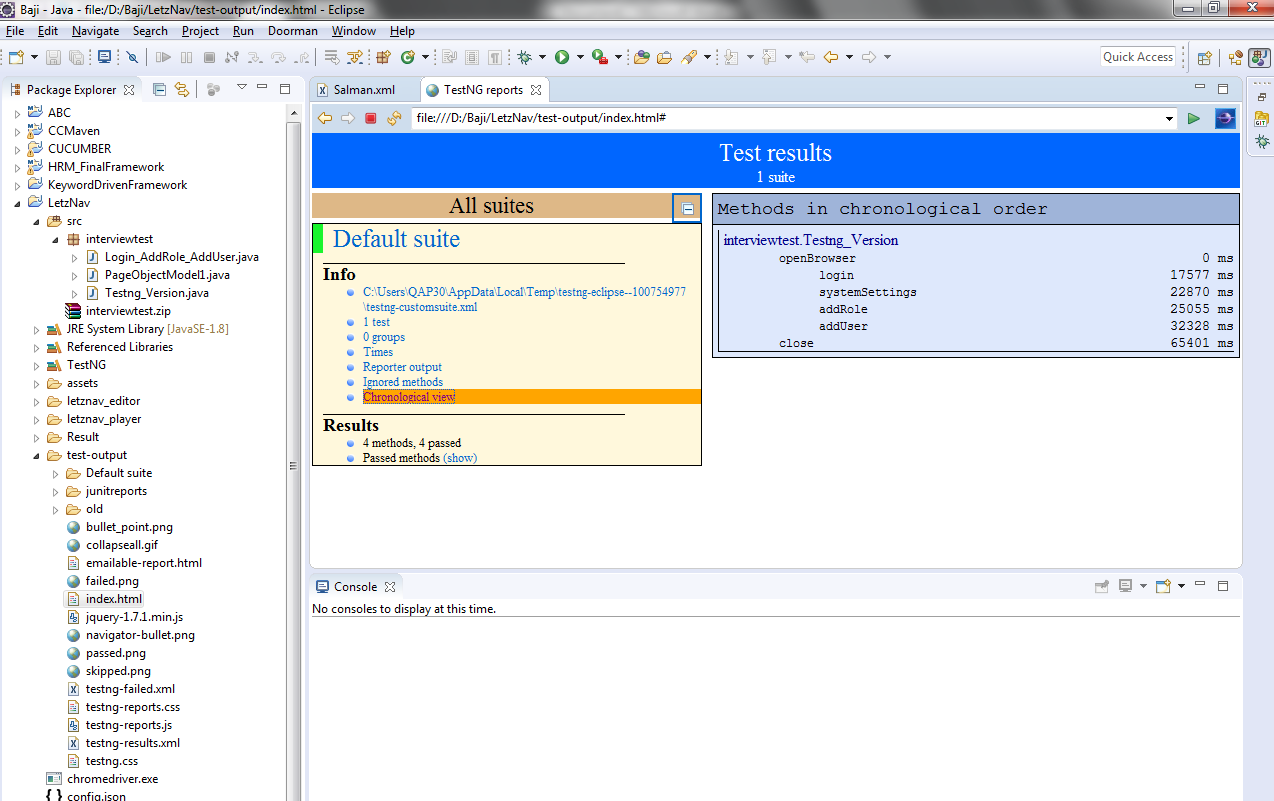 Baji - Java - file:/D:/Baji/LetzNav/test-output/index.html - Eclipse
File Edit Navigate Search Project Run Doorman Window Help
Quick Access
Package Explorer
ABC
CCMaven
CUCUMBER
HRM_FinalFramework
KeywordDrivenFramework
LetzNav
src
interviewtest
Login_AddRole_AddUser.java
PageObjectModel1.java
Testng_Version.java
interviewtest.zip
JRE System Library [JavaSE-1.8]
Referenced Libraries
TestNG
assets
letznav_editor
letznav_player
Result
test-output
Default suite
junitreports
old
bullet_point.png
collapseall.gif
emailable-report.html
failed.png
index.html
jquery-1.7.1.min.js
navigator-bullet.png
passed.png
skipped.png
testng-failed.xml
testng-reports.css
testng-reports.js
testng-results.xml
testng.css
chromedriver.exe
config.json
Salman.xml
TestNG reports
file:///D:/Baji/LetzNav/test-output/index.html#
GIT
Test results
1 suite
All suites
Default suite
Info
C:\Users\QAP30\AppData\Local\Temp\testng-eclipse--100754977
\testng-customsuite.xml
1 test
0 groups
Times
Reporter output
Ignored methods
Chronological view
Results
4 methods, 4 passed
Passed methods (show)
Methods in chronological order
interviewtest.Testng_Version
openBrowser 0 ms
login 17577 ms
systemSettings 22870 ms
addRole 25055 ms
addUser 32328 ms
close 65401 ms
Console
No consoles to display at this time.